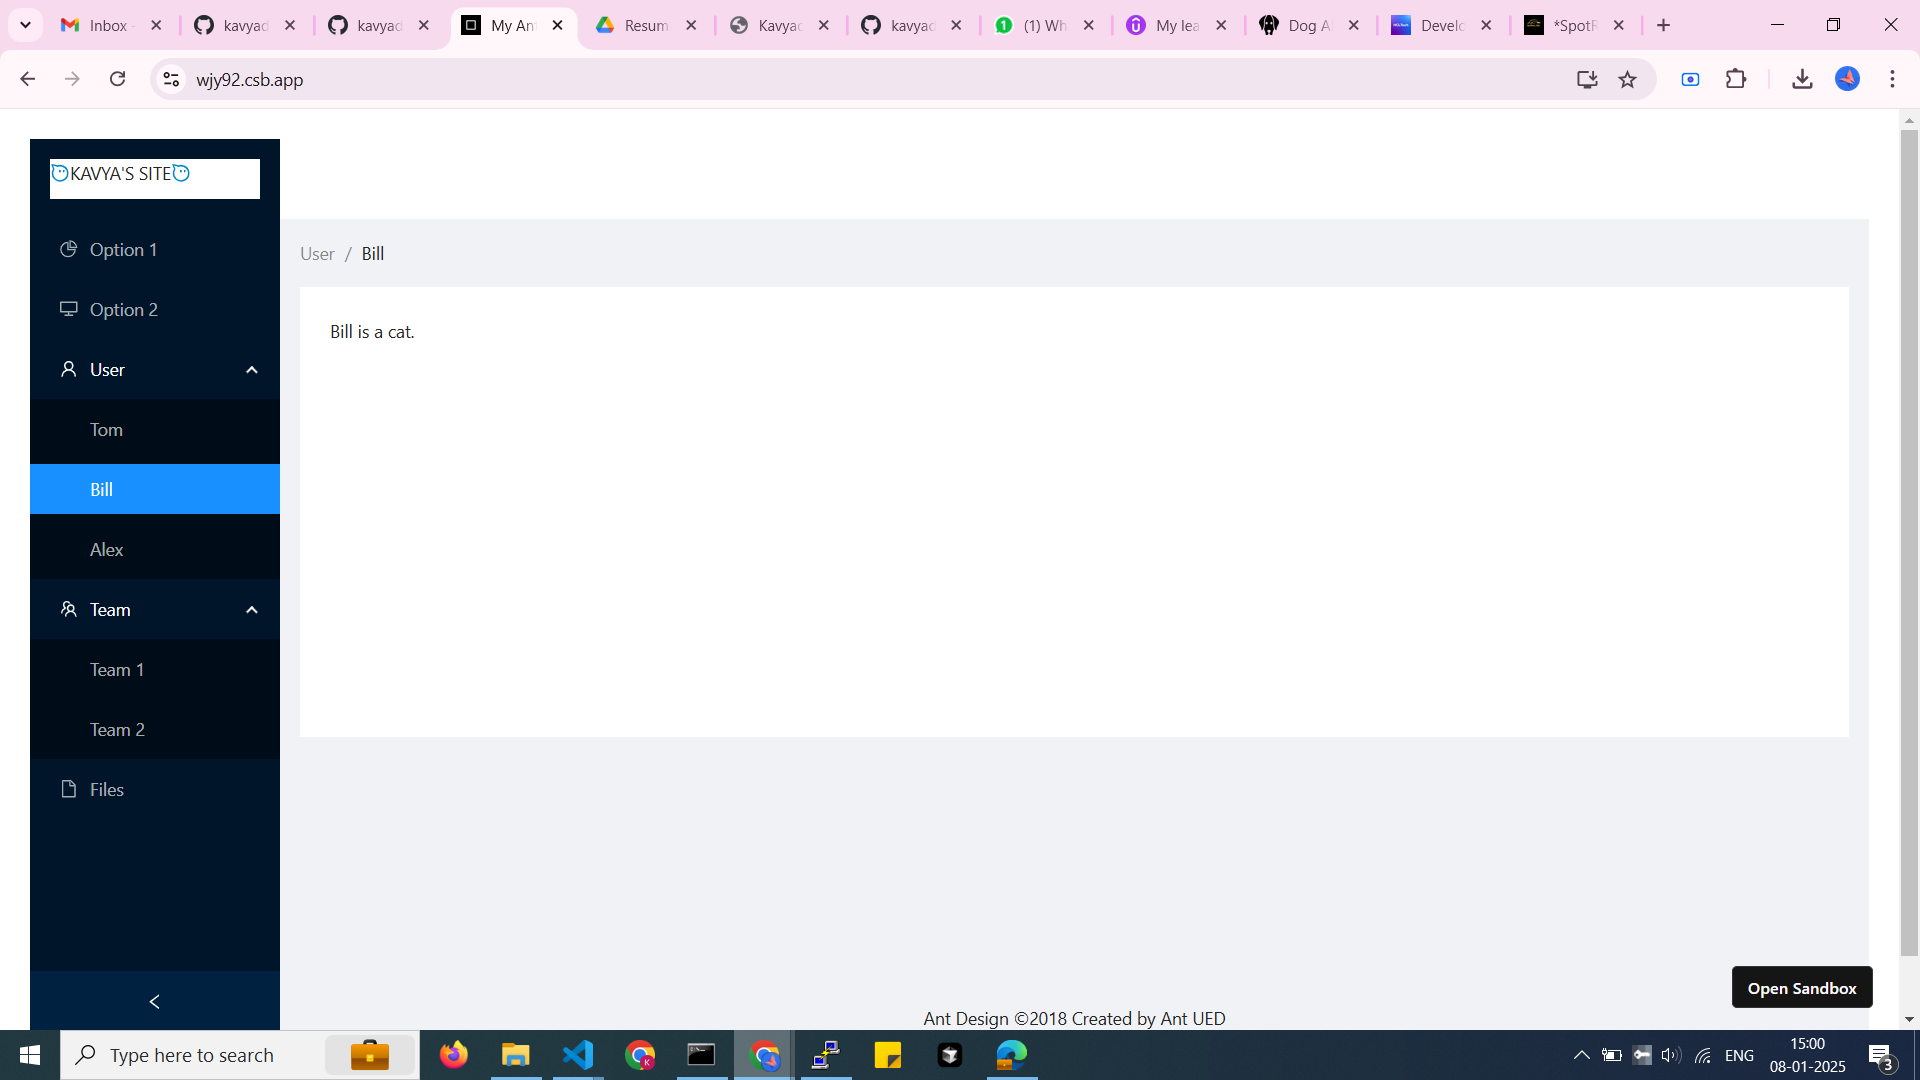 Inbox
kavyad
kavyad
My Ant
Resum
Kavyad
kavyad
(1) Wh
My lea
Dog A
Develo
*SpotF
wjy92.csb.app
KAVYA'S SITE
Option 1
Option 2
User
Tom
Bill
Alex
Team
Team 1
Team 2
Files
User / Bill
Bill is a cat.
Open Sandbox
Ant Design ©2018 Created by Ant UED
Type here to search
ENG
15:00
08-01-2025
3